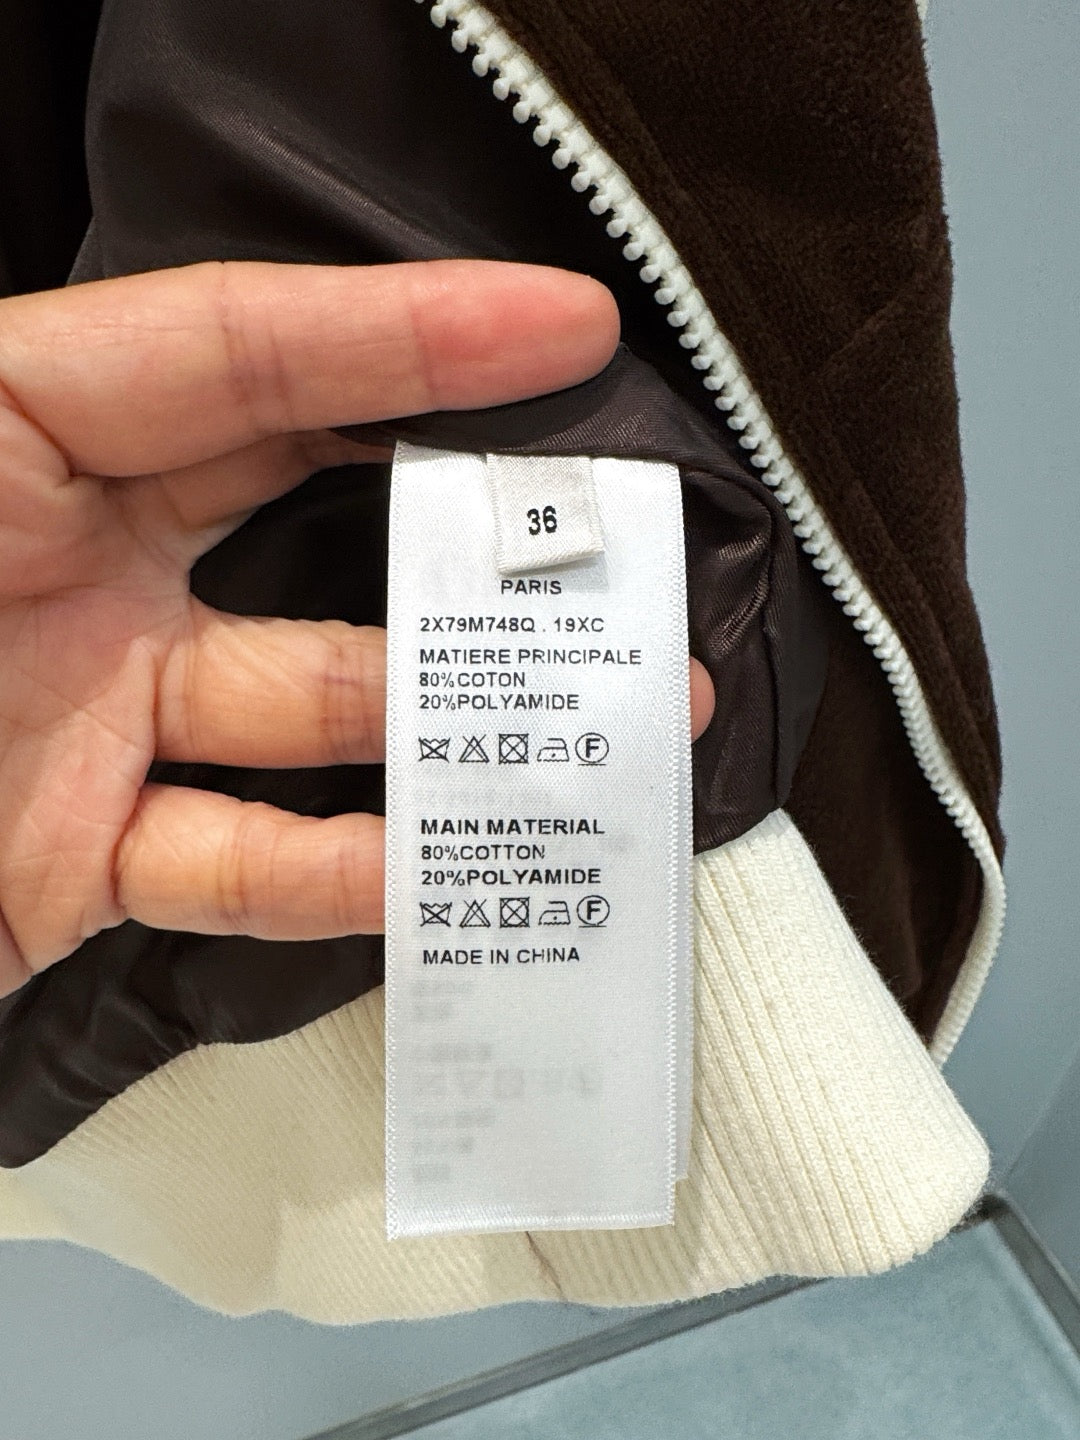 36
PARIS
2X79M748Q . 19XC
MATIERE PRINCIPALE
80%COTON
20%POLYAMIDE
F
MAIN MATERIAL
80%COTTON
20%POLYAMIDE
F
MADE IN CHINA